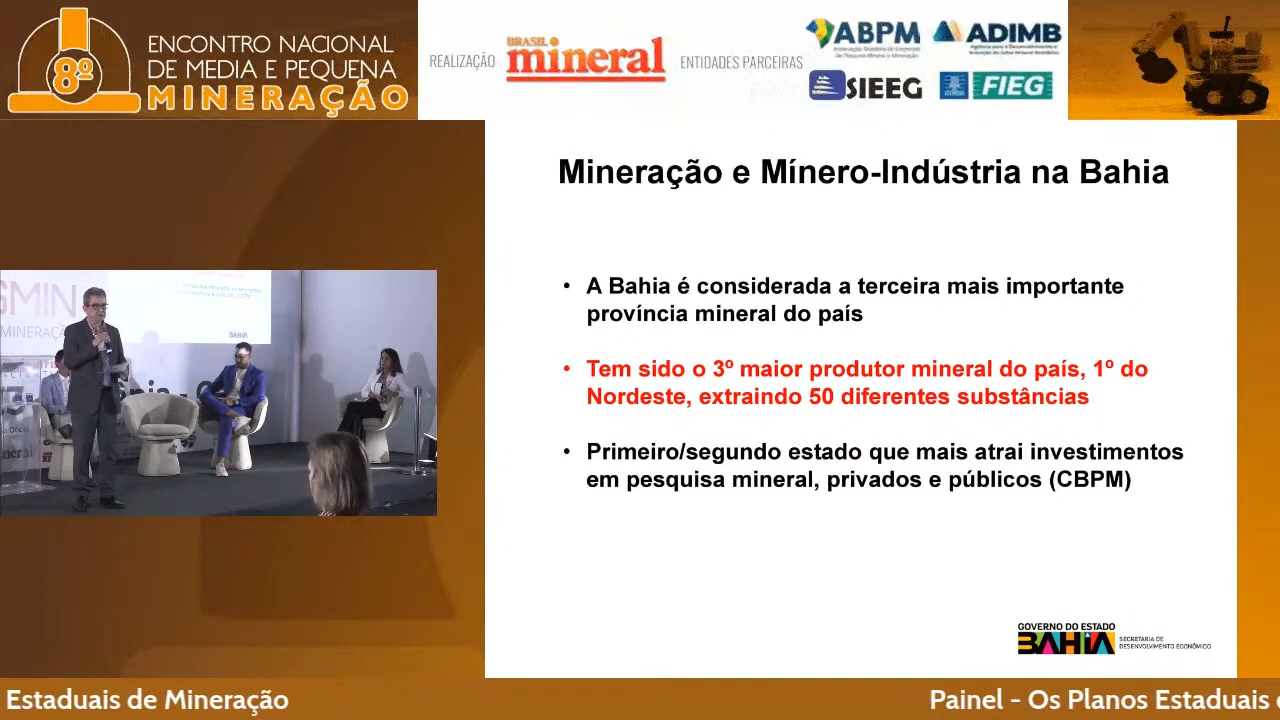 8º
ENCONTRO NACIONAL
DE MEDIA E PEQUENA
MINERAÇÃO
REALIZAÇÃO
BRASIL
mineral
ENTIDADES PARCEIRAS
ABPM
ADIMB
SIEEG
FIEG
Mineração e Mínero-Indústria na Bahia
• A Bahia é considerada a terceira mais importante
província mineral do país
• Tem sido o 3º maior produtor mineral do país, 1º do
Nordeste, extraindo 50 diferentes substâncias
• Primeiro/segundo estado que mais atrai investimentos
em pesquisa mineral, privados e públicos (CBPM)
GOVERNO DO ESTADO
BAHIA
SECRETARIA DE
DESENVOLVIMENTO ECONÔMICO
Estaduais de Mineração
Painel - Os Planos Estaduais